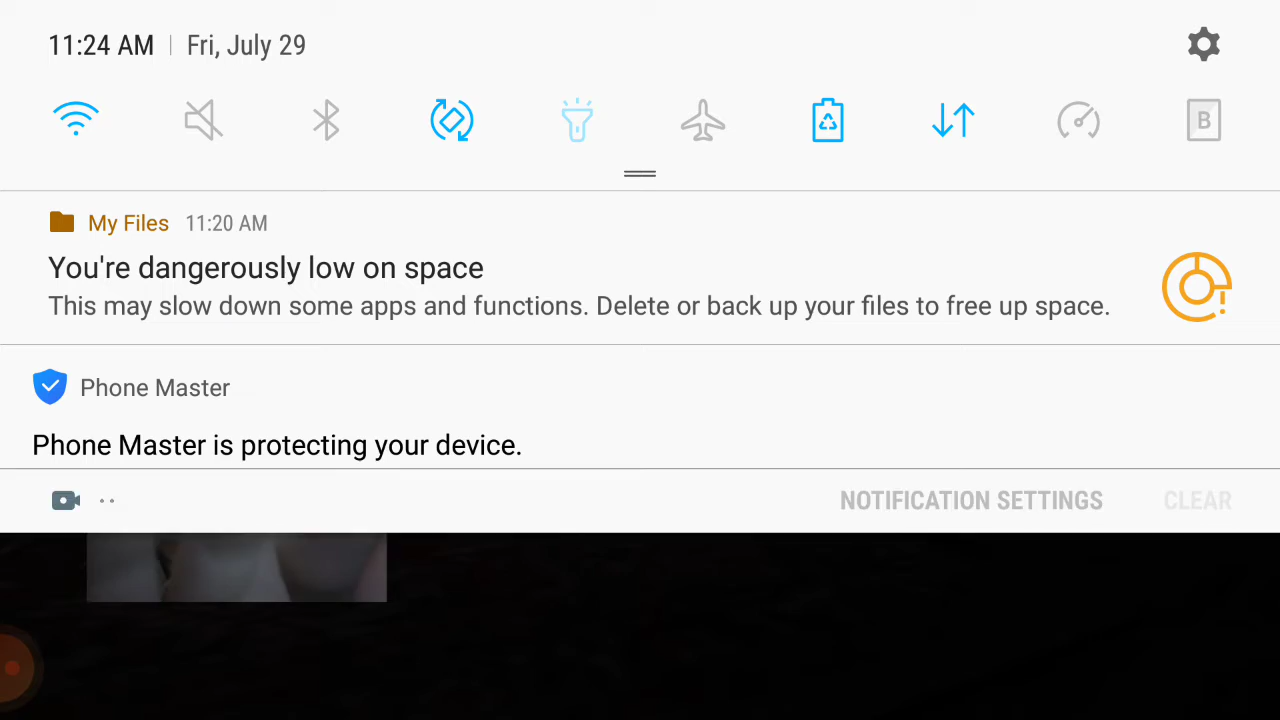 11:24 AM | Fri, July 29
B
My Files 11:20 AM
You're dangerously low on space
This may slow down some apps and functions. Delete or back up your files to free up space.
Phone Master
Phone Master is protecting your device.
NOTIFICATION SETTINGS CLEAR